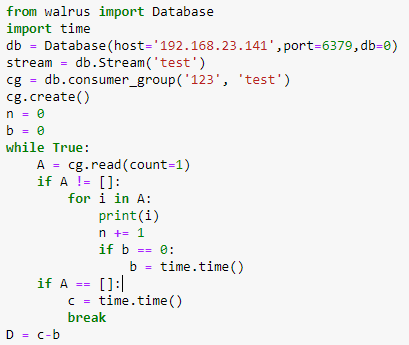 from walrus import Database
import time
db = Database(host='192.168.23.141',port=6379,db=0)
stream = db.Stream('test')
cg = db.consumer_group('123', 'test')
cg.create()
n = 0
b = 0
while True:
    A = cg.read(count=1)
    if A != []:
        for i in A:
            print(i)
            n += 1
            if b == 0:
                b = time.time()
    if A == []:
        c = time.time()
        break
D = c-b